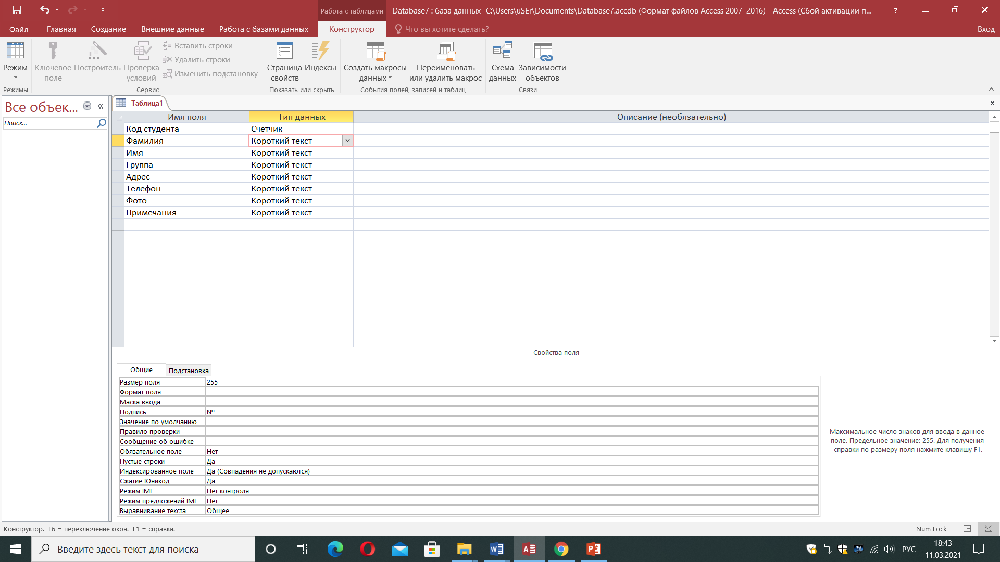 Работа с таблицами
Database7 : база данных- C:\Users\uSEr\Documents\Database7.accdb (Формат файлов Access 2007–2016) - Access (Сбой активации п...
?
Файл
Главная
Создание
Внешние данные
Работа с базами данных
Конструктор
Что вы хотите сделать?
Вход
Режим
Ключевое
поле
Построитель
Проверка
условий
Вставить строки
Удалить строки
Изменить подстановку
Страница
свойств
Индексы
Создать макросы
данных
Переименовать
или удалить макрос
Схема
данных
Зависимости
объектов
Режимы
Сервис
Показать или скрыть
События полей, записей и таблиц
Связи
Все объек...
Поиск...
Таблица1
Имя поля
Тип данных
Описание (необязательно)
Код студента
Счетчик
Фамилия
Короткий текст
Имя
Короткий текст
Группа
Короткий текст
Адрес
Короткий текст
Телефон
Короткий текст
Фото
Короткий текст
Примечания
Короткий текст
Свойства поля
Общие
Подстановка
Размер поля
255
Формат поля
Маска ввода
Подпись
№
Значение по умолчанию
Правило проверки
Сообщение об ошибке
Обязательное поле
Нет
Пустые строки
Да
Индексированное поле
Да (Совпадения не допускаются)
Сжатие Юникод
Да
Режим IME
Нет контроля
Режим предложений IME
Нет
Выравнивание текста
Общее
Максимальное число знаков для ввода в данное
поле. Предельное значение: 255. Для получения
справки по размеру поля нажмите клавишу F1.
Конструктор. F6 = переключение окон. F1 = справка.
Num Lock
Введите здесь текст для поиска
РУС
18:43
11.03.2021